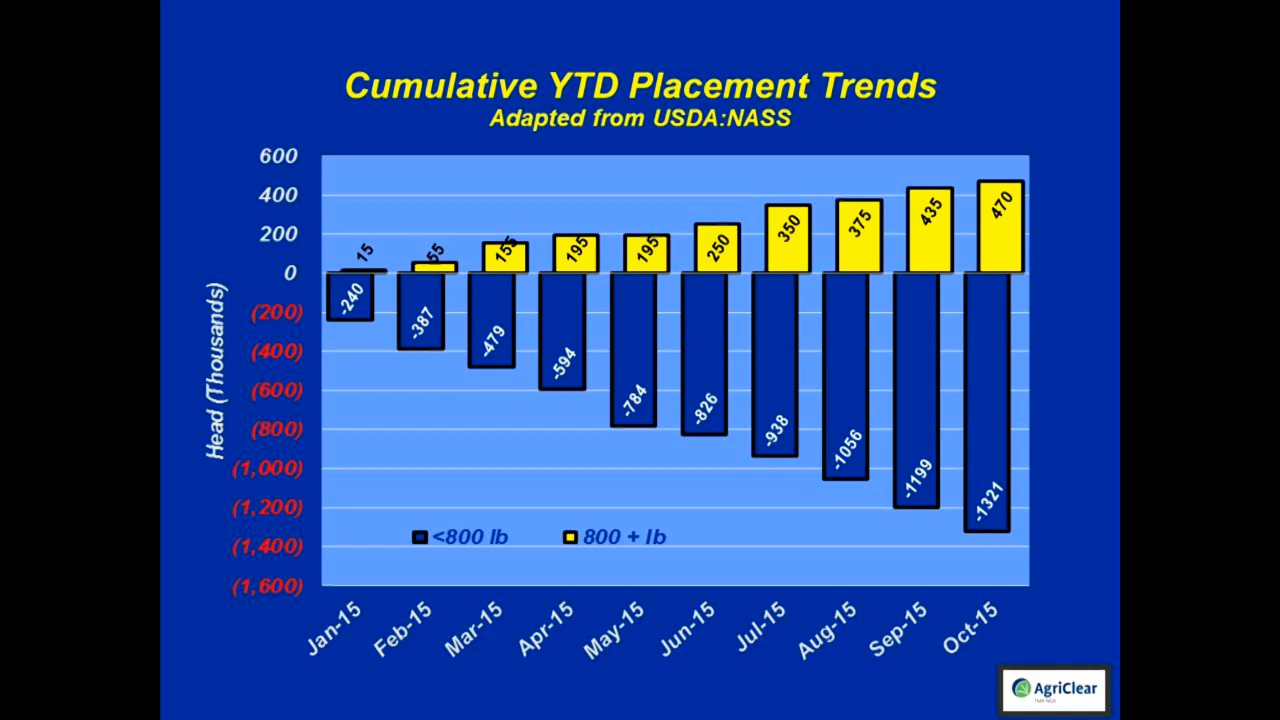 Cumulative YTD Placement Trends
Adapted from USDA:NASS
600
400
200
0
(200)
(400)
(600)
(800)
(1,000)
(1,200)
(1,400)
(1,600)
Head (Thousands)
15
55
155
195
195
250
350
375
435
470
-240
-387
-479
-594
-784
-826
-938
-1056
-1199
-1321
<800 lb
800 + lb
Jan-15
Feb-15
Mar-15
Apr-15
May-15
Jun-15
Jul-15
Aug-15
Sep-15
Oct-15
AgriClear